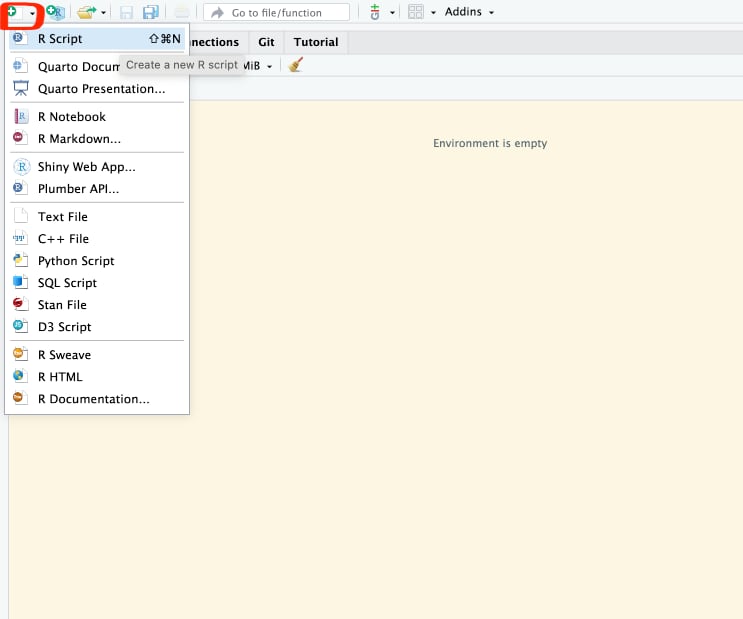 Go to file/function
Addins
R Script ⇧⌘N
nnections Git Tutorial
Quarto Docum
Create a new R script
MiB
Quarto Presentation...
R Notebook
R Markdown...
Environment is empty
Shiny Web App...
Plumber API...
Text File
C++ File
Python Script
SQL Script
Stan File
D3 Script
R Sweave
R HTML
R Documentation...